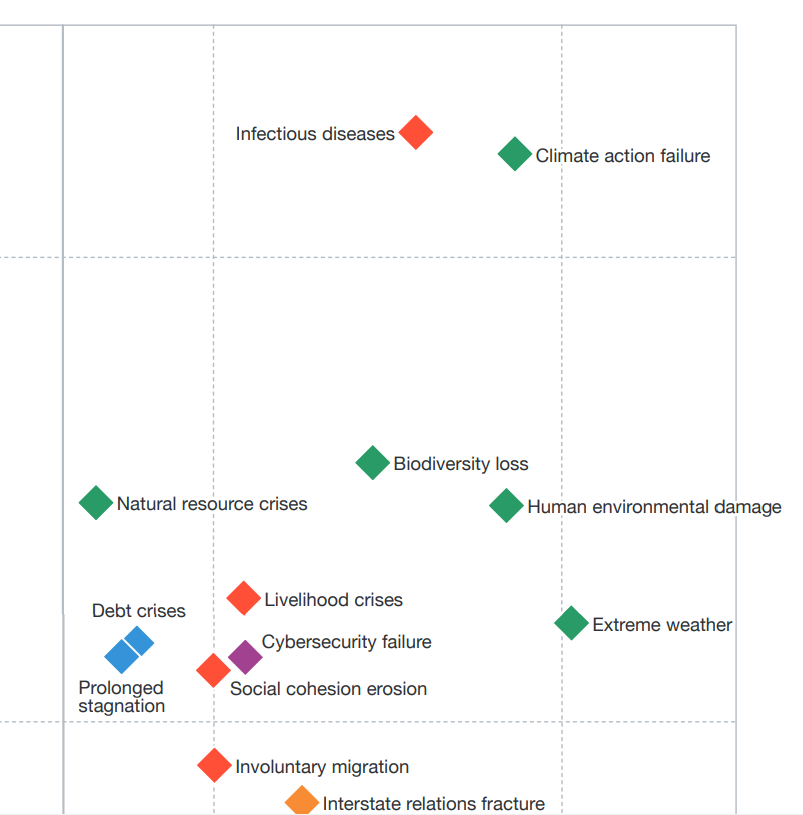 Infectious diseases
Climate action failure
Biodiversity loss
Natural resource crises
Human environmental damage
Livelihood crises
Debt crises
Extreme weather
Cybersecurity failure
Prolonged
stagnation
Social cohesion erosion
Involuntary migration
Interstate relations fracture